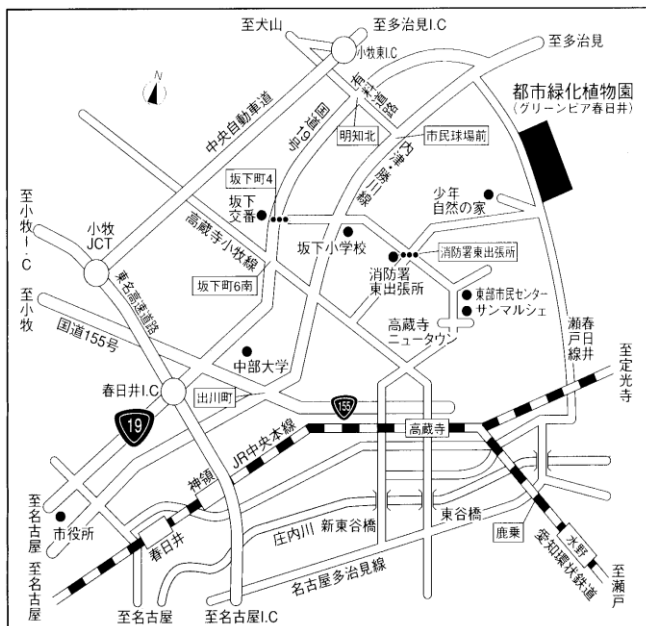 至犬山
至多治見I.C
至多治見
小牧東I.C
N
有料道路
都市緑化植物園
(グリーンピア春日井)
中央自動車道
国道19号
明知北
市民球場前
内津・勝川線
坂下町4
坂下
交番
少年
自然の家
至小牧I.C
小牧
JCT
高蔵寺小牧線
坂下小学校
消防署東出張所
消防署
東出張所
坂下町6南
東名高速道路
至小牧
国道155号
東部市民センター
サンマルシェ
高蔵寺
ニュータウン
春日井
瀬戸線
中部大学
至定光寺
春日井I.C
出川町
19
155
JR中央本線
高蔵寺
神領
至名古屋
市役所
春日井
庄内川
新東谷橋
東谷橋
鹿乗
水野
愛知環状鉄道
名古屋多治見線
至名古屋
至名古屋
至名古屋I.C
至瀬戸